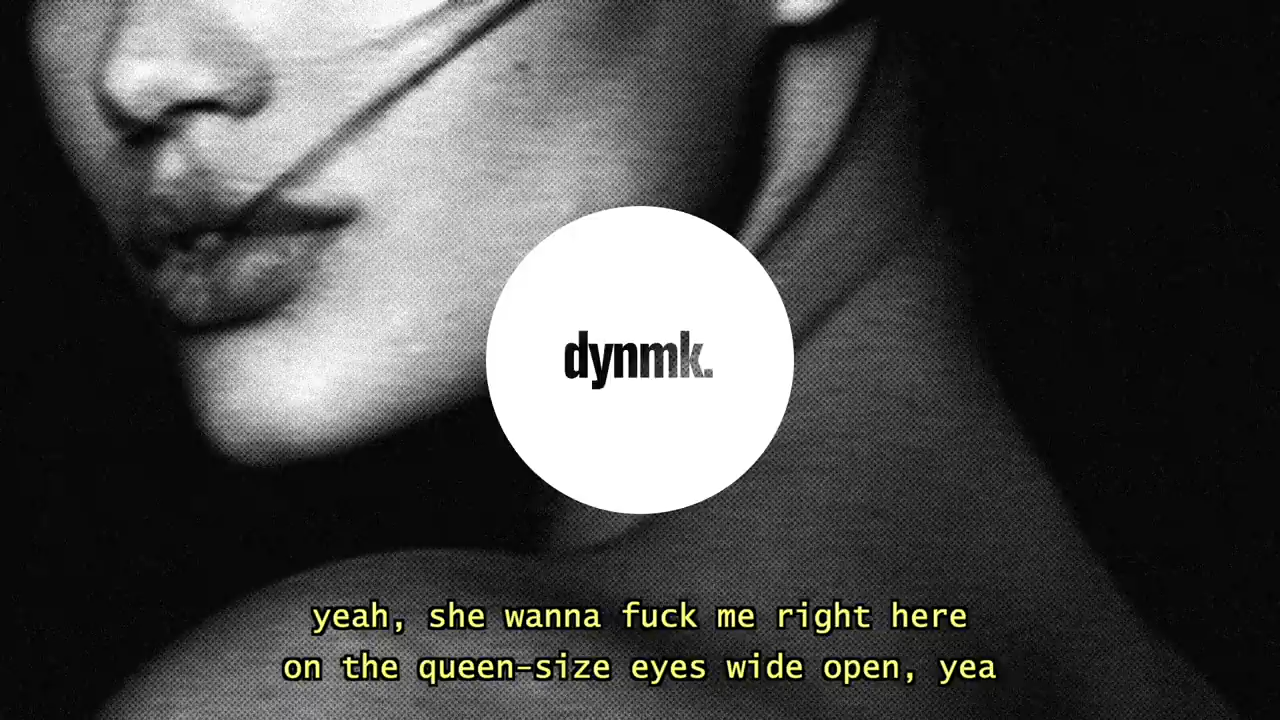 dynmk.
yeah, she wanna fuck me right here
on the queen-size eyes wide open, yea